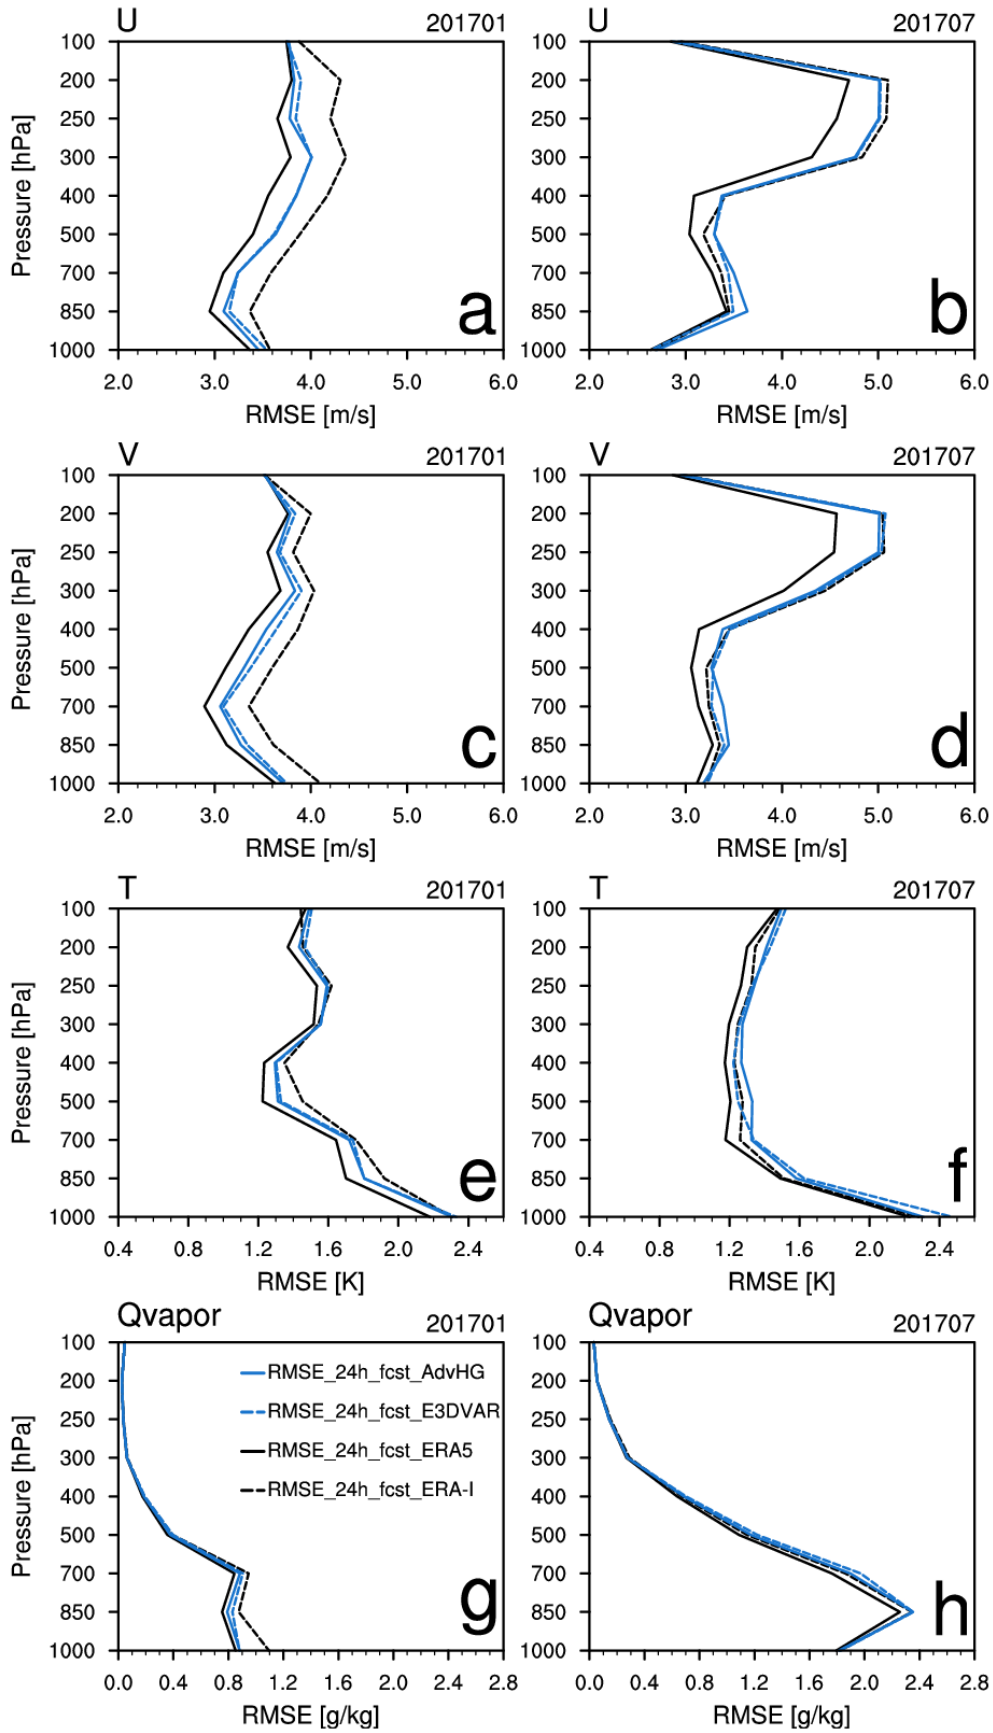 U 201701
100
200
250
300
400
500
700
850
1000
Pressure [hPa]
a
2.0 3.0 4.0 5.0 6.0
RMSE [m/s]
U 201707
100
200
250
300
400
500
700
850
1000
b
2.0 3.0 4.0 5.0 6.0
RMSE [m/s]
V 201701
100
200
250
300
400
500
700
850
1000
Pressure [hPa]
c
2.0 3.0 4.0 5.0 6.0
RMSE [m/s]
V 201707
100
200
250
300
400
500
700
850
1000
d
2.0 3.0 4.0 5.0 6.0
RMSE [m/s]
T 201701
100
200
250
300
400
500
700
850
1000
Pressure [hPa]
e
0.4 0.8 1.2 1.6 2.0 2.4
RMSE [K]
T 201707
100
200
250
300
400
500
700
850
1000
f
0.4 0.8 1.2 1.6 2.0 2.4
RMSE [K]
Qvapor 201701
100
200
250
300
400
500
700
850
1000
Pressure [hPa]
RMSE_24h_fcst_AdvHG
RMSE_24h_fcst_E3DVAR
RMSE_24h_fcst_ERA5
RMSE_24h_fcst_ERA-I
g
0.0 0.4 0.8 1.2 1.6 2.0 2.4 2.8
RMSE [g/kg]
Qvapor 201707
100
200
250
300
400
500
700
850
1000
h
0.0 0.4 0.8 1.2 1.6 2.0 2.4 2.8
RMSE [g/kg]